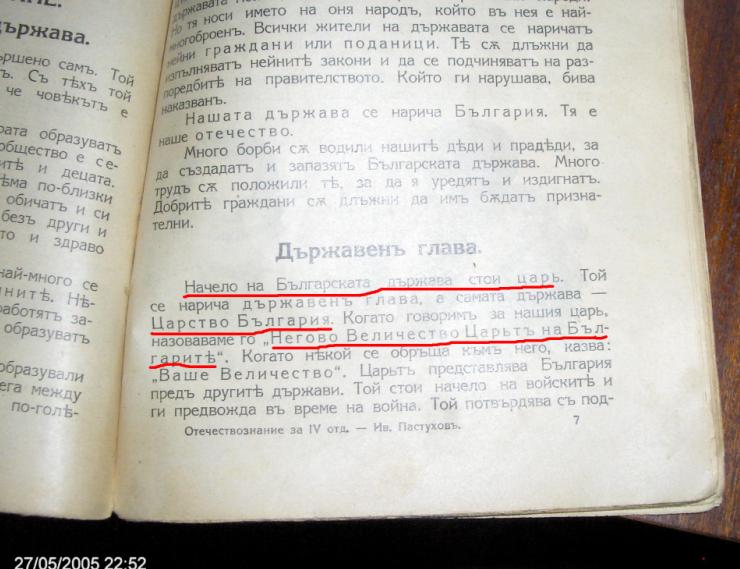 държава.
ършено самъ. Той
ъ. Съ тѣхъ той
че човѣкътъ е
рата образуватъ
общество е се-
итѣ и децата.
ѣма по-близки
обичатъ и си
безъ други и
то и здраво
най-много се
нитѣ. Нѣ-
работятъ за-
образуватъ
образували
ега между
по-голѣ-
Но тя носи името на оня народъ, който въ нея е най-
многоброенъ. Всички жители на държавата се наричатъ
нейни граждани или поданици. Тѣ сѫ длъжни да
изпълняватъ нейнитѣ закони и да се подчиняватъ на раз-
поредбитѣ на правителството. Който ги нарушава, бива
наказванъ.
Нашата държава се нарича България. Тя е
наше отечество.
Много борби сѫ водили нашитѣ дѣди и прадѣди, за
да създадатъ и запазятъ Българската държава. Много
трудъ сѫ положили тѣ, за да я уредятъ и издигнатъ.
Добритѣ граждани сѫ длъжни да имъ бѫдатъ призна-
телни.
Държавенъ глава.
Начело на Българската държава стои царь. Той
се нарича държавенъ глава, а самата държава —
Царство България. Когато говоримъ за нашия царь,
назоваваме го „Негово Величество Царьтъ на Бъл-
гаритѣ“. Когато нѣкой се обръща къмъ него, казва:
„Ваше Величество“. Царьтъ представлява България
предъ другитѣ държави. Той стои начело на войскитѣ и
ги предвожда въ време на война. Той потвърдява съ под-
Отечествознание за IV отд. — Ив. Пастуховъ.
7
27/05/2005 22:52